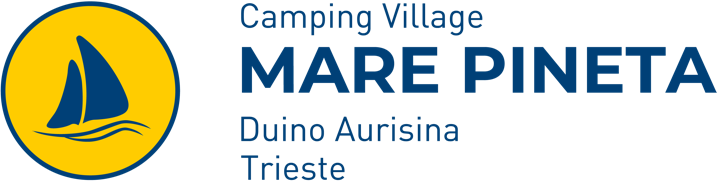 Camping Village
MARE PINETA
Duino Aurisina
Trieste